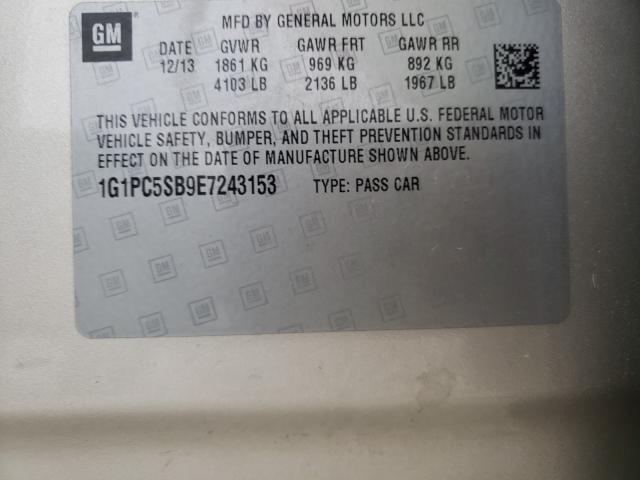 GM
MFD BY GENERAL MOTORS LLC
DATE GVWR GAWR FRT GAWR RR
12/13 1861 KG 969 KG 892 KG
4103 LB 2136 LB 1967 LB
THIS VEHICLE CONFORMS TO ALL APPLICABLE U.S. FEDERAL MOTOR
VEHICLE SAFETY, BUMPER, AND THEFT PREVENTION STANDARDS IN
EFFECT ON THE DATE OF MANUFACTURE SHOWN ABOVE.
1G1PC5SB9E7243153 TYPE: PASS CAR